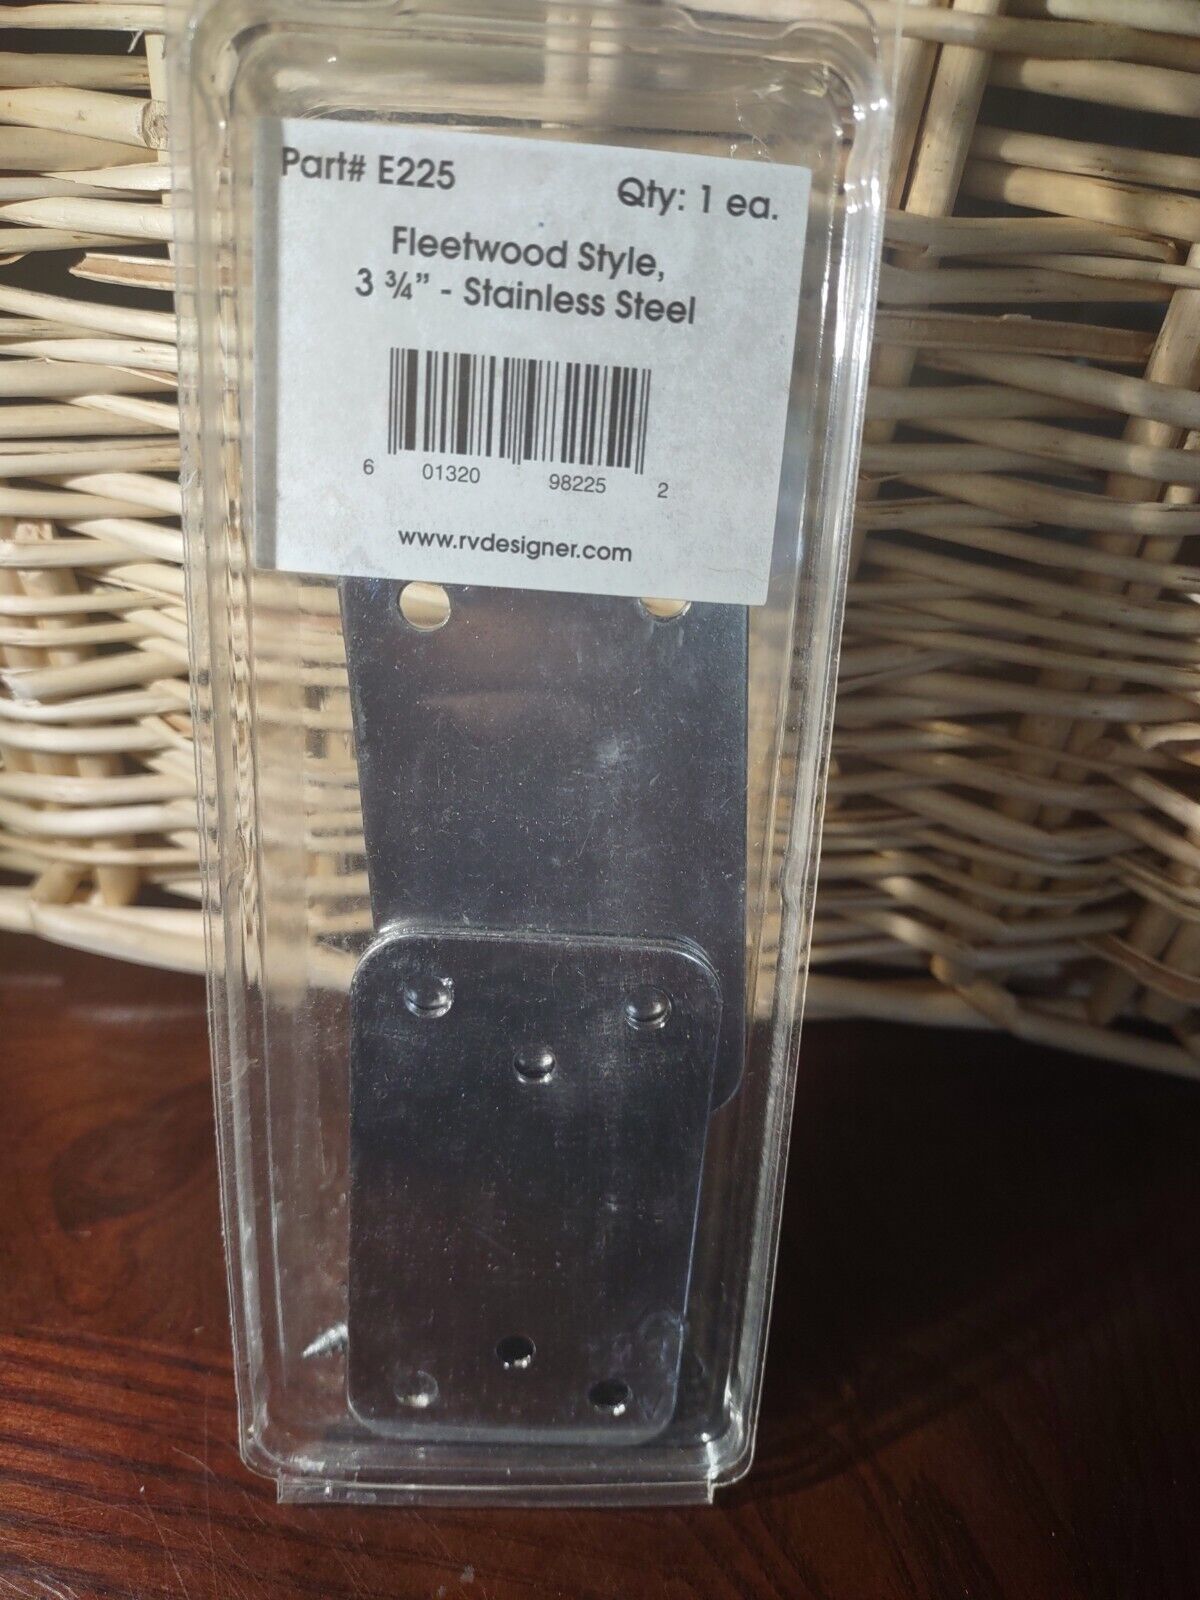 Part# E225 Qty: 1 ea.
Fleetwood Style,
3 ¾” - Stainless Steel
6 01320 98225 2
www.rvdesigner.com